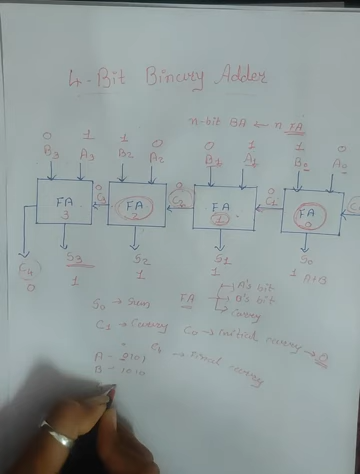 4-Bit Binary Adder
n-bit BA ← n FA
0 1 1 0 0 1 1 0
B3 A3 B2 A2 B1 A1 B0 A0
0 C3 0 C2 0 C1
FA 3 FA 2 FA 1 FA 0
C4 S3 S2 S1 S0
0 1 1 1 1 A+B
S0 → Sum FA → A's bit
→ B's bit
→ Carry
C1 → Carry C0 → initial carry → 0
C4 → Final carry
A - 0101
B - 1010